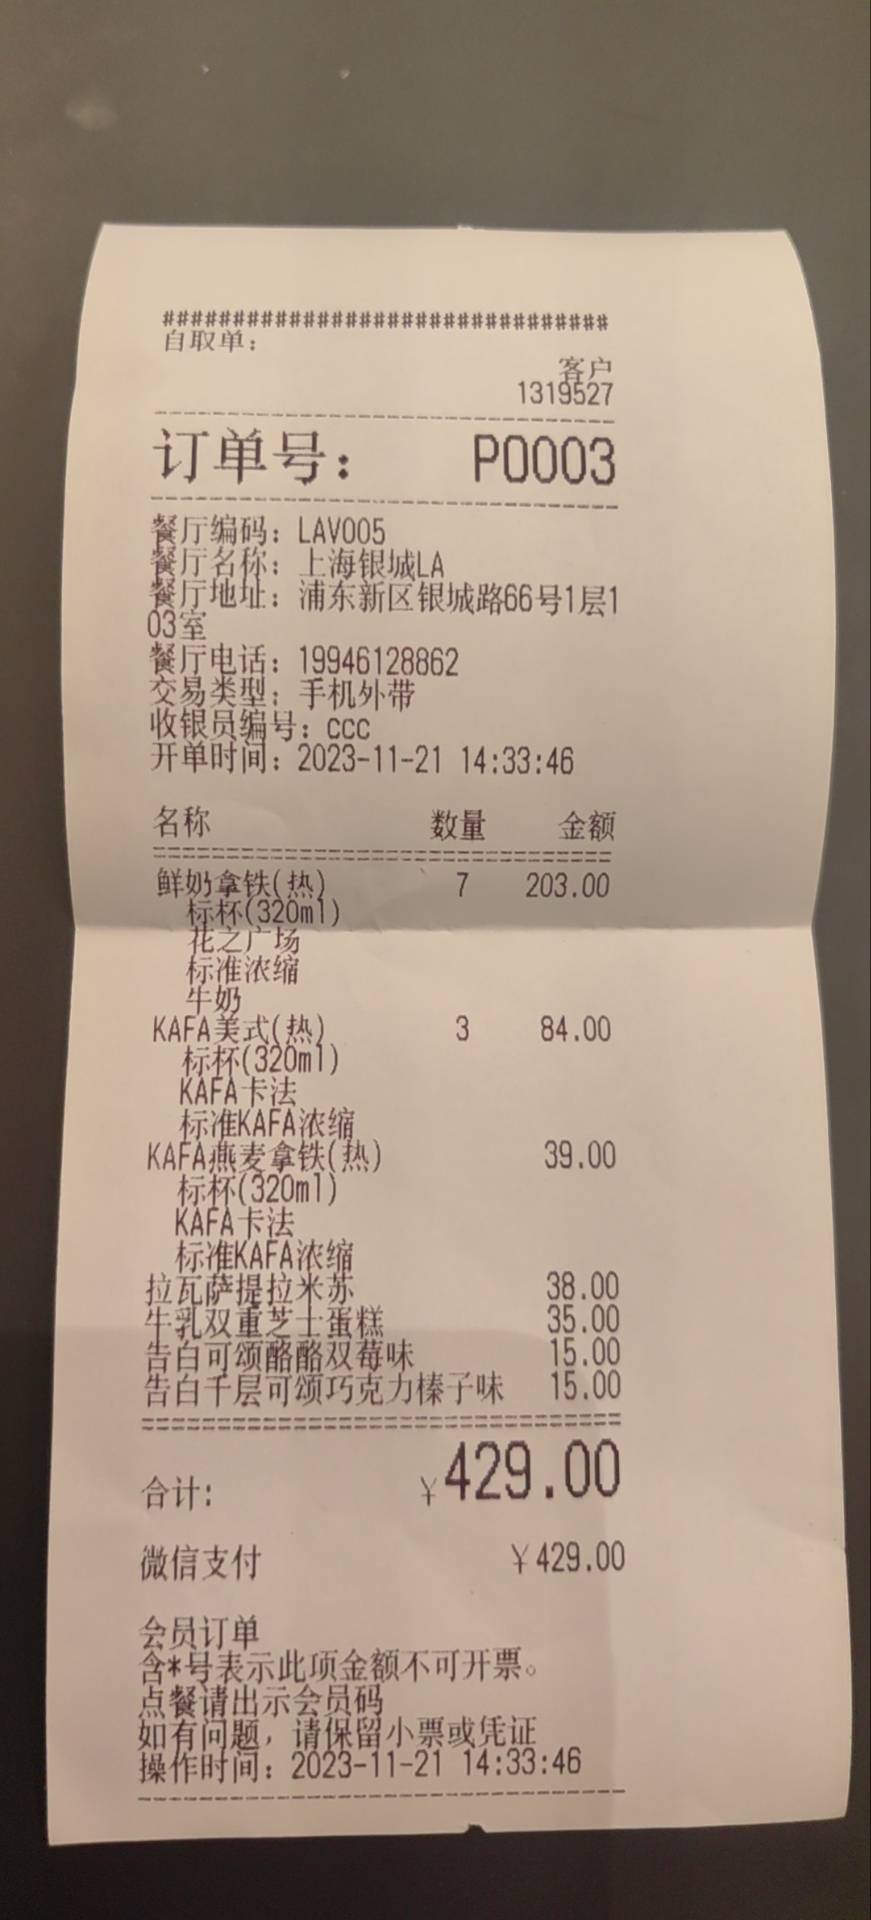 ################################
自取单：
客户
1319527
订单号： P0003
餐厅编码：LAV005
餐厅名称：上海银城LA
餐厅地址：浦东新区银城路66号1层1
03室
餐厅电话：19946128862
交易类型：手机外带
收银员编号：ccc
开单时间：2023-11-21 14:33:46
名称 数量 金额
鲜奶拿铁(热) 7 203.00
标杯(320ml)
花之广场
标准浓缩
牛奶
KAFA美式(热) 3 84.00
标杯(320ml)
KAFA卡法
标准KAFA浓缩
KAFA燕麦拿铁(热) 39.00
标杯(320ml)
KAFA卡法
标准KAFA浓缩
拉瓦萨提拉米苏 38.00
牛乳双重芝士蛋糕 35.00
告白可颂酪酪双莓味 15.00
告白千层可颂巧克力榛子味 15.00
合计: ¥429.00
微信支付 ¥429.00
会员订单
含*号表示此项金额不可开票。
点餐请出示会员码
如有问题，请保留小票或凭证
操作时间：2023-11-21 14:33:46